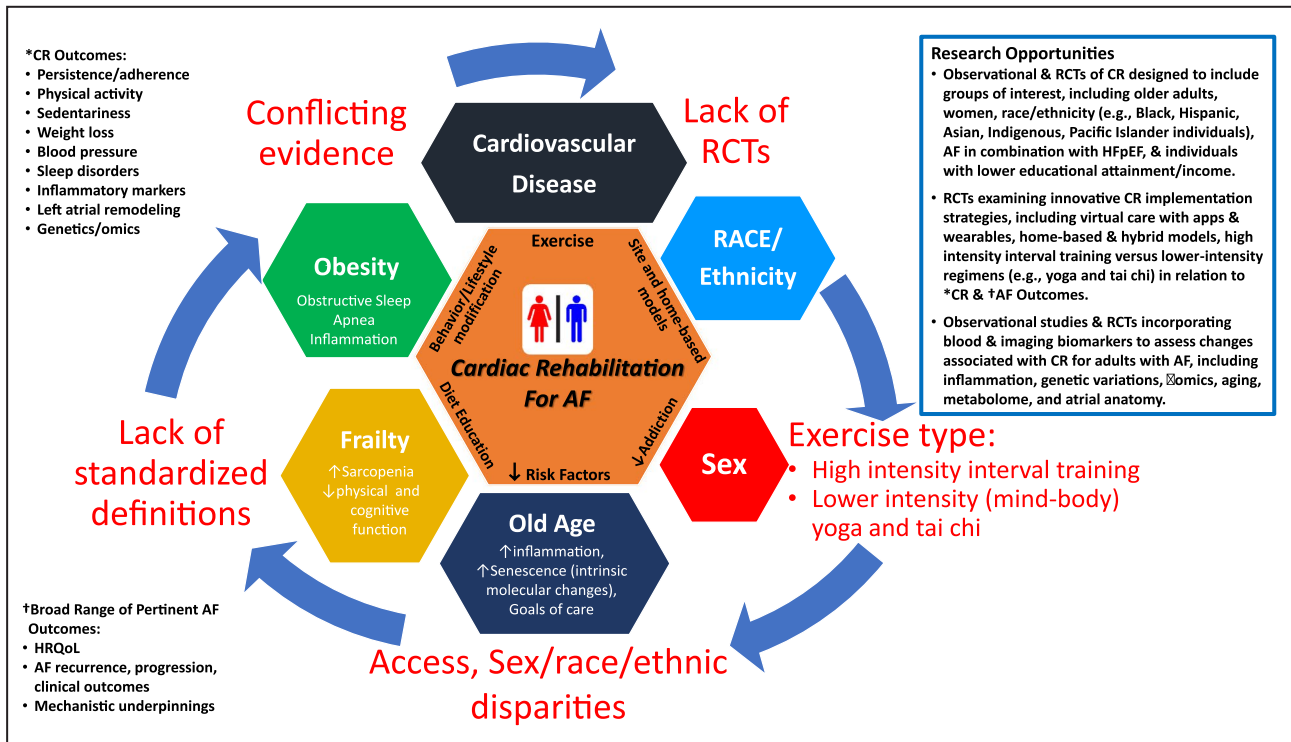 *CR Outcomes:
• Persistence/adherence
• Physical activity
• Sedentariness
• Weight loss
• Blood pressure
• Sleep disorders
• Inflammatory markers
• Left atrial remodeling
• Genetics/omics
Conflicting
evidence
Cardiovascular
Disease
Lack of
RCTs
Research Opportunities
• Observational & RCTs of CR designed to include
groups of interest, including older adults,
women, race/ethnicity (e.g., Black, Hispanic,
Asian, Indigenous, Pacific Islander individuals),
AF in combination with HFpEF, & individuals
with lower educational attainment/income.
• RCTs examining innovative CR implementation
strategies, including virtual care with apps &
wearables, home-based & hybrid models, high
intensity interval training versus lower-intensity
regimens (e.g., yoga and tai chi) in relation to
*CR & †AF Outcomes.
• Observational studies & RCTs incorporating
blood & imaging biomarkers to assess changes
associated with CR for adults with AF, including
inflammation, genetic variations, omics, aging,
metabolome, and atrial anatomy.
Obesity
Obstructive Sleep
Apnea
Inflammation
RACE/
Ethnicity
Exercise
Behavior/Lifestyle
modification
Site and home-based
models
Cardiac Rehabilitation
For AF
Diet Education
↓ Risk Factors
↓Addiction
Lack of
standardized
definitions
Frailty
↑Sarcopenia
↓physical and
cognitive
function
Sex
Exercise type:
• High intensity interval training
• Lower intensity (mind-body)
yoga and tai chi
Old Age
↑inflammation,
↑Senescence (intrinsic
molecular changes),
Goals of care
Access, Sex/race/ethnic
disparities
†Broad Range of Pertinent AF
Outcomes:
• HRQoL
• AF recurrence, progression,
clinical outcomes
• Mechanistic underpinnings